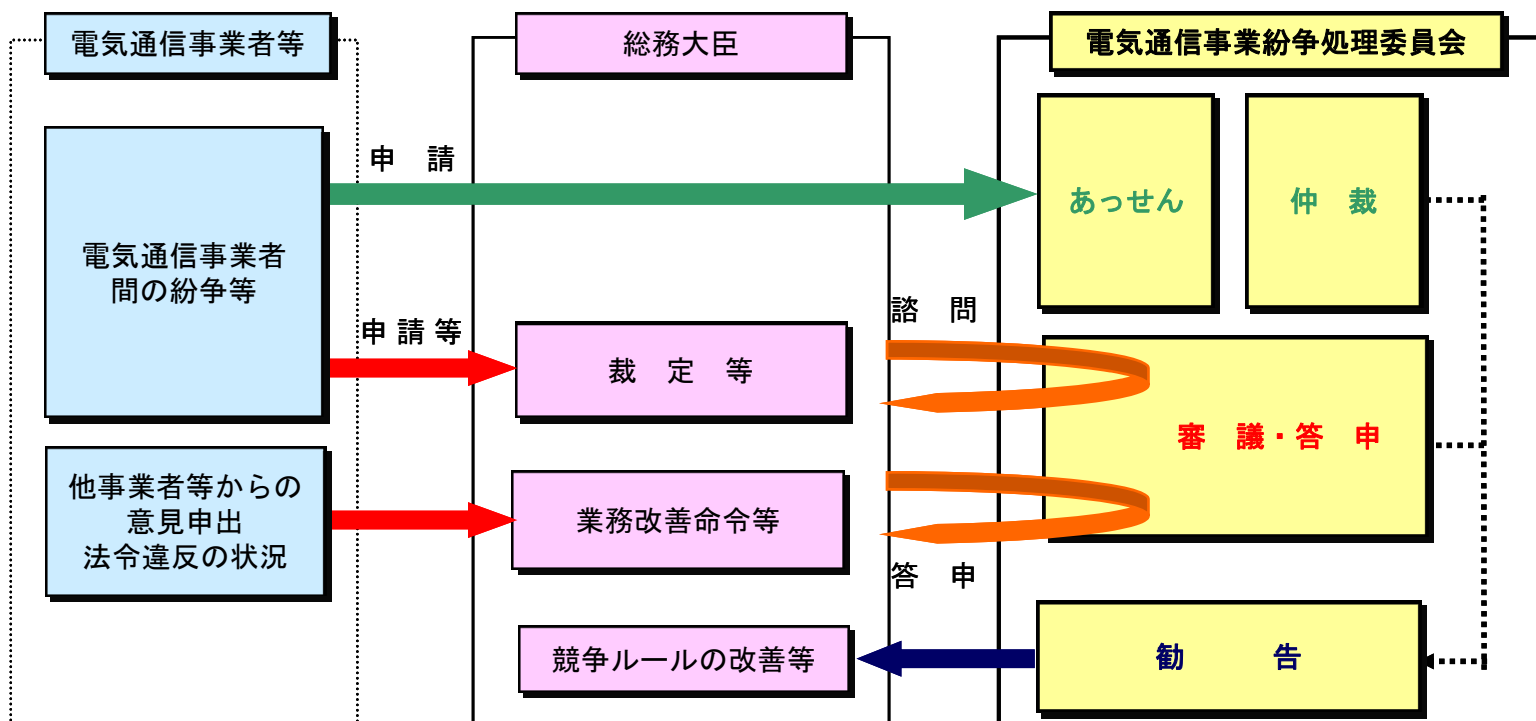 電気通信事業者等
総務大臣
電気通信事業紛争処理委員会
申　請
電気通信事業者
間の紛争等
あっせん
仲　裁
申 請 等
諮　問
裁　定　等
審　議・答　申
他事業者等からの
意見申出
法令違反の状況
業務改善命令等
答　申
競争ルールの改善等
勧　　　告